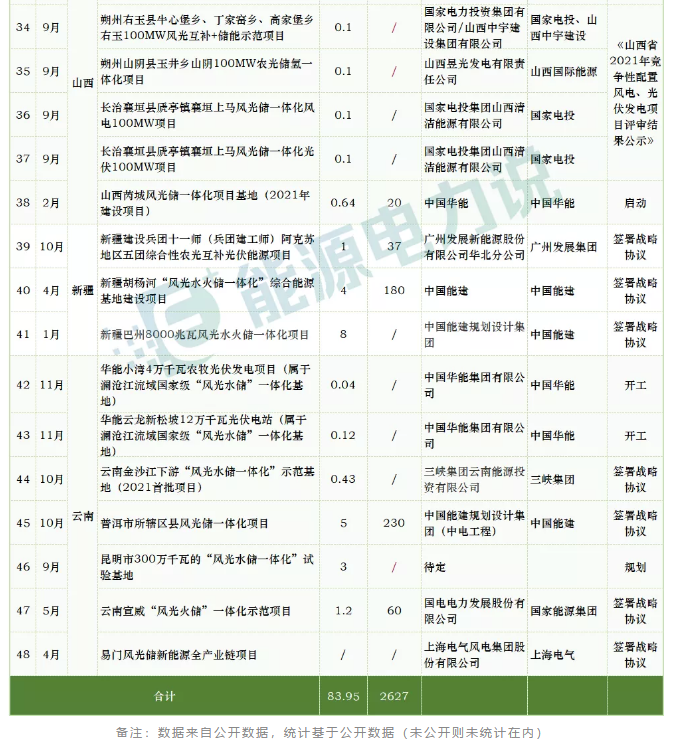 34 9月 朔州右玉县牛心堡乡、丁家窑乡、高家堡乡 0.1 / 国家电力投资集团有 国家电投、山
右玉100MW风光互补+储能示范项目 限公司/山西中宇建 西中宇建设
设集团有限公司
35 9月 朔州山阴县玉井乡山阴100MW农光储氢一 0.1 / 山西昱光发电有限责 山西国际能源
体化项目 任公司
山西
《山西省
2021年竞
争性配置
风电、光
伏发电项
目评审结
果公示》
36 9月 长治襄垣县虒亭镇襄垣上马风光储一体化风 0.1 / 国家电投集团山西清 国家电投
电100MW项目 洁能源有限公司
37 9月 长治襄垣县虒亭镇襄垣上马风光储一体化光 0.1 / 国家电投集团山西清 国家电投
伏100MW项目 洁能源有限公司
38 2月 山西芮城风光储一体化项目基地（2021年 0.64 20 中国华能 中国华能 启动
建设项目）
39 10月 新疆建设兵团十一师（兵团建工师）阿克苏 1 37 广州发展新能源股份 广州发展集团 签署战略
地区五团综合性农光互补光伏能源项目 有限公司华北分公司 协议
40 4月 新疆 新疆胡杨河“风光水火储一体化”综合能源 4 180 中国能建 中国能建 签署战略
基地建设项目 协议
41 1月 新疆巴州8000兆瓦风光水火储一体化项目 8 / 中国能建规划设计集 中国能建 签署战略
团 协议
42 11月 华能小湾4万千瓦农牧光伏发电项目（属于 0.04 / 中国华能集团有限公 中国华能 开工
澜沧江流域国家级“风光水储”一体化基 司
地）
43 11月 华能云龙新松坡12万千瓦光伏电站（属于 0.12 / 中国华能集团有限公 中国华能 开工
澜沧江流域国家级“风光水储”一体化基 司
地）
44 10月 云南金沙江下游“风光水储一体化”示范基 0.43 / 三峡集团云南能源投 三峡集团 签署战略
地（2021首批项目） 资有限公司 协议
云南
45 10月 普洱市所辖区县风光储一体化项目 5 230 中国能建规划设计集 中国能建 签署战略
团（中电工程） 协议
46 9月 昆明市300万千瓦的“风光水储一体化”试 3 / 待定 规划
验基地
47 5月 云南宣威“风光火储”一体化示范项目 1.2 60 国电电力发展股份有 国家能源集团 签署战略
限公司 协议
48 4月 易门风光储新能源全产业链项目 / / 上海电气风电集团股 上海电气 签署战略
份有限公司 协议
合计 83.95 2627
备注：数据来自公开数据，统计基于公开数据（未公开则未统计在内）
能源电力说